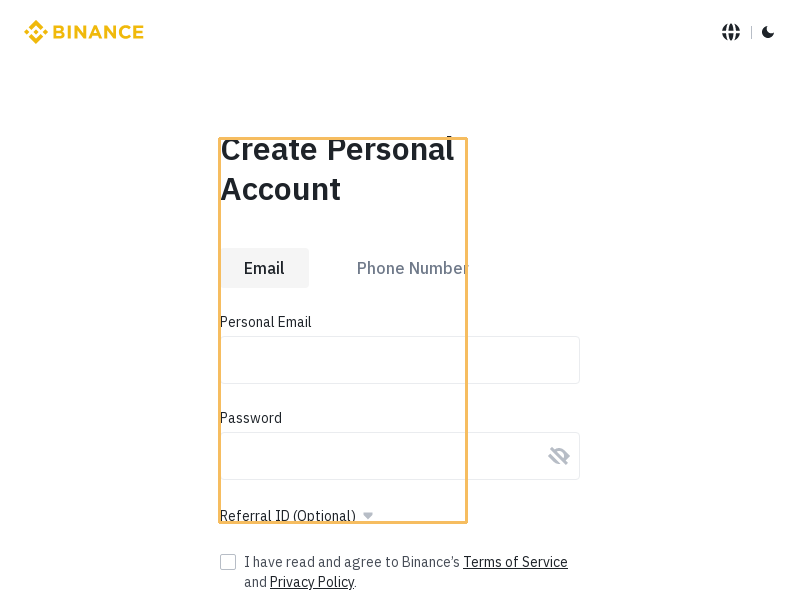 BINANCE
Create Personal
Account
Email
Phone Number
Personal Email
Password
Referral ID (Optional)
I have read and agree to Binance’s Terms of Service
and Privacy Policy.